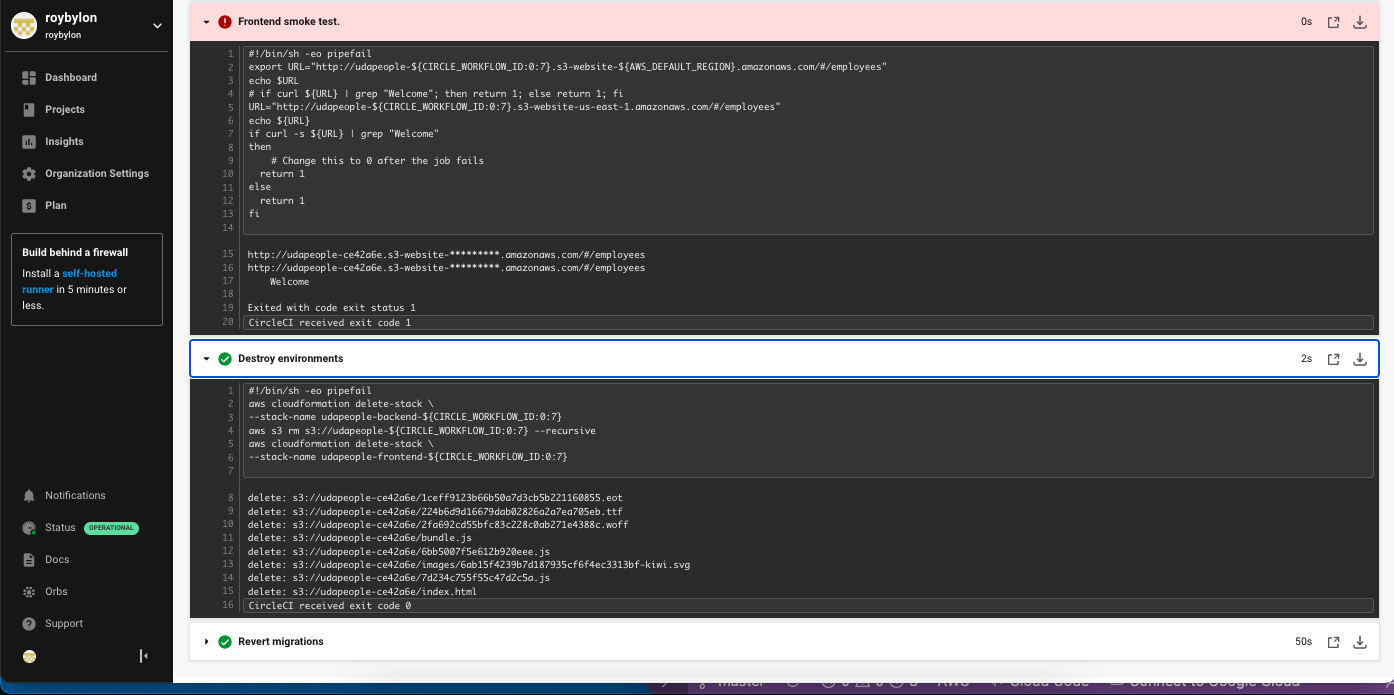 roybylon
roybylon
Dashboard
Projects
Insights
Organization Settings
Plan
Build behind a firewall
Install a self-hosted
runner in 5 minutes or
less.
Notifications
Status OPERATIONAL
Docs
Orbs
Support
Frontend smoke test. 0s
1 #!/bin/sh -eo pipefail
2 export URL="http://udapeople-${CIRCLE_WORKFLOW_ID:0:7}.s3-website-${AWS_DEFAULT_REGION}.amazonaws.com/#/employees"
3 echo $URL
4 # if curl ${URL} | grep "Welcome"; then return 1; else return 1; fi
5 URL="http://udapeople-${CIRCLE_WORKFLOW_ID:0:7}.s3-website-us-east-1.amazonaws.com/#/employees"
6 echo ${URL}
7 if curl -s ${URL} | grep "Welcome"
8 then
9     # Change this to 0 after the job fails
10   return 1
11 else
12   return 1
13 fi
14
15 http://udapeople-ce42a6e.s3-website-*********.amazonaws.com/#/employees
16 http://udapeople-ce42a6e.s3-website-*********.amazonaws.com/#/employees
17     Welcome
18
19 Exited with code exit status 1
20 CircleCI received exit code 1
Destroy environments 2s
1 #!/bin/sh -eo pipefail
2 aws cloudformation delete-stack \
3 --stack-name udapeople-backend-${CIRCLE_WORKFLOW_ID:0:7}
4 aws s3 rm s3://udapeople-${CIRCLE_WORKFLOW_ID:0:7} --recursive
5 aws cloudformation delete-stack \
6 --stack-name udapeople-frontend-${CIRCLE_WORKFLOW_ID:0:7}
7
8 delete: s3://udapeople-ce42a6e/1ceff9123b66b50a7d3cb5b221160855.eot
9 delete: s3://udapeople-ce42a6e/224b6d9d16679dab02826a2a7ea705eb.ttf
10 delete: s3://udapeople-ce42a6e/2fa692cd55bfc83c228c0ab271e4388c.woff
11 delete: s3://udapeople-ce42a6e/bundle.js
12 delete: s3://udapeople-ce42a6e/6bb5007f5e612b920eee.js
13 delete: s3://udapeople-ce42a6e/images/6ab15f4239b7d187935cf6f4ec3313bf-kiwi.svg
14 delete: s3://udapeople-ce42a6e/7d234c755f55c47d2c5a.js
15 delete: s3://udapeople-ce42a6e/index.html
16 CircleCI received exit code 0
Revert migrations 50s
master AWS Cloud Code Connect to Google Cloud